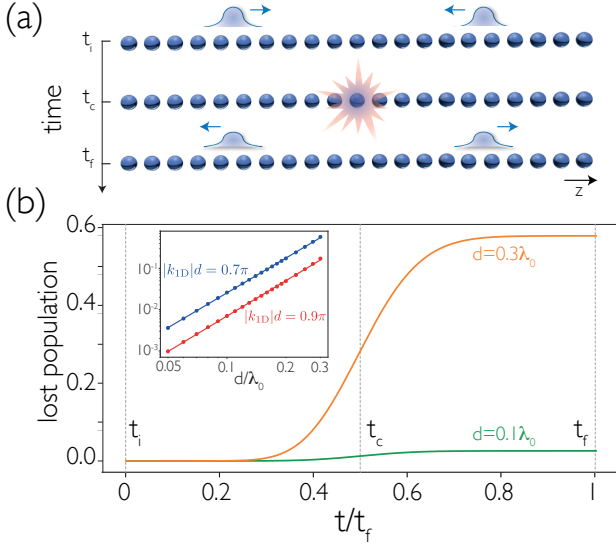 (a)
t_i
t_c
t_f
time
z
(b)
0.6
0.4
0.2
0.0
lost population
10^-1
10^-2
10^-3
|k_1D|d = 0.7π
|k_1D|d = 0.9π
0.05 0.1 0.2 0.3
d/λ_0
d=0.3λ_0
t_i t_c t_f
d=0.1λ_0
0 0.2 0.4 0.6 0.8 1
t/t_f